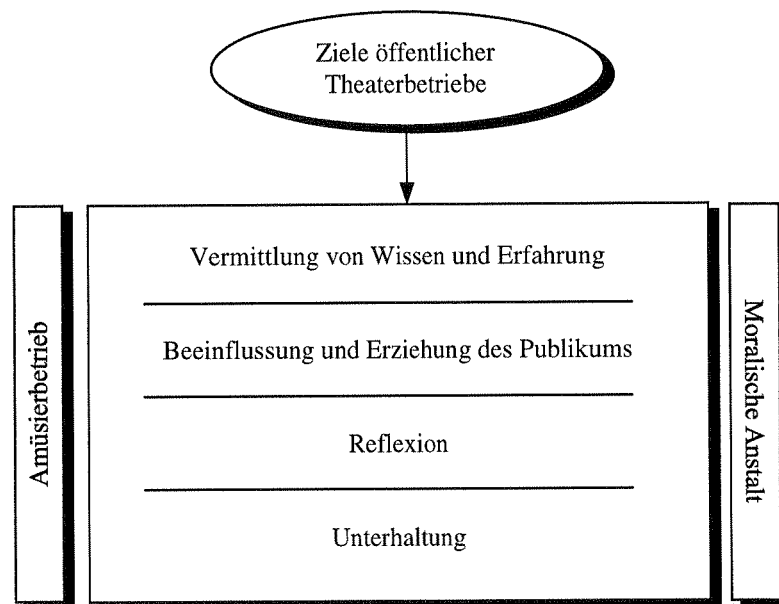 Ziele öffentlicher
Theaterbetriebe
Amüsierbetrieb
Vermittlung von Wissen und Erfahrung
Beeinflussung und Erziehung des Publikums
Reflexion
Unterhaltung
Moralische Anstalt